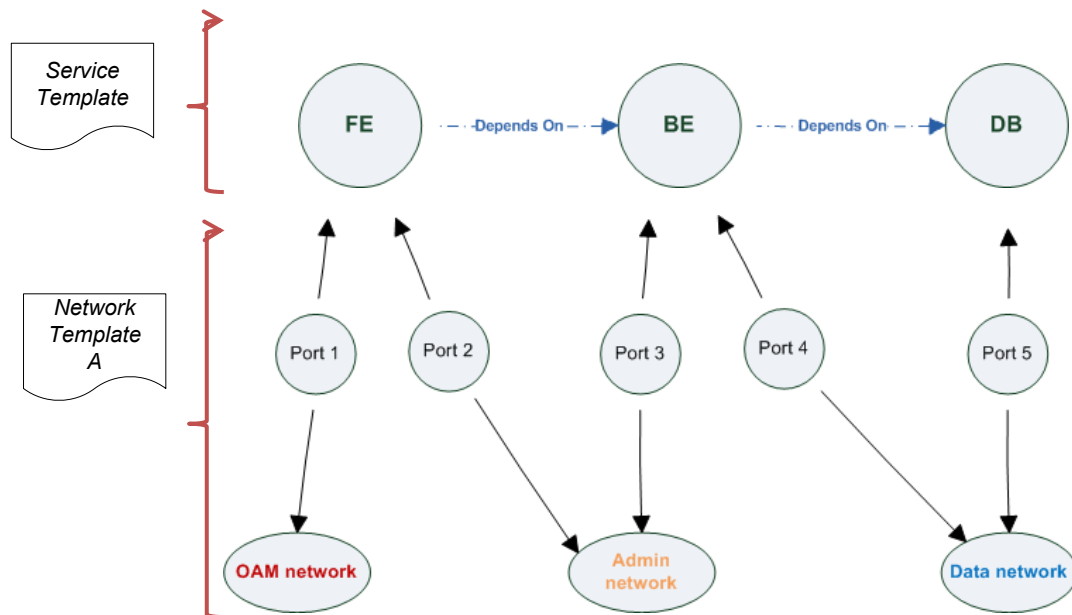 Service
Template
FE
Depends On
BE
Depends On
DB
Network
Template
A
Port 1
Port 2
Port 3
Port 4
Port 5
OAM network
Admin
network
Data network